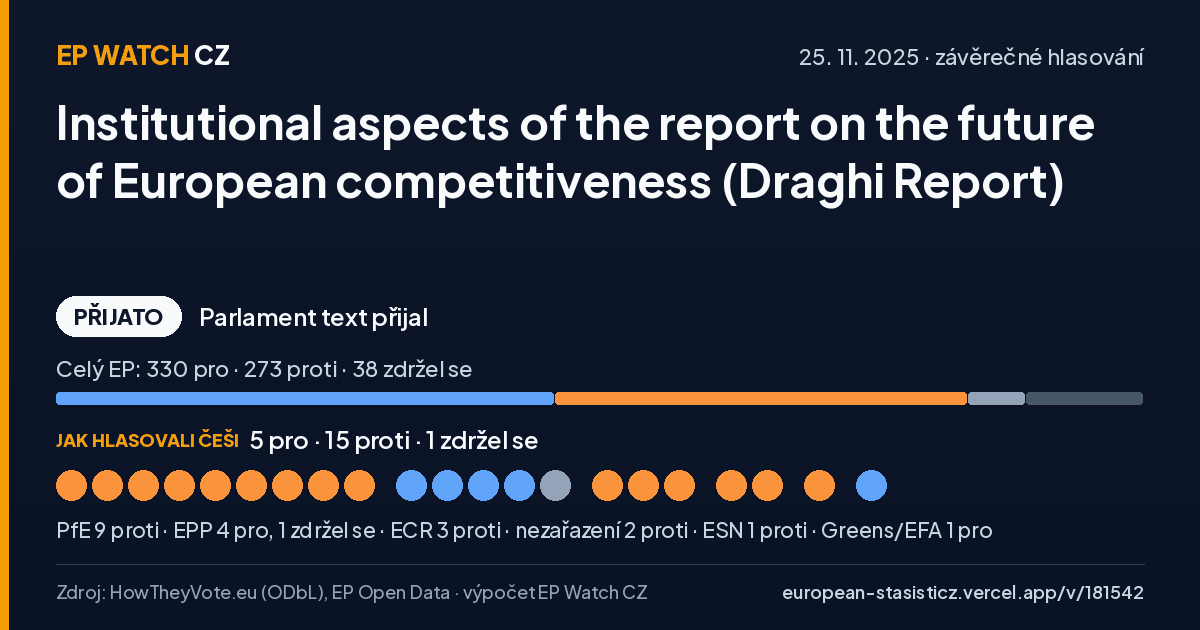 EP WATCH CZ
25. 11. 2025 · závěrečné hlasování
Institutional aspects of the report on the future
of European competitiveness (Draghi Report)
PŘIJATO Parlament text přijal
Celý EP: 330 pro · 273 proti · 38 zdržel se
JAK HLASOVALI ČEŠI 5 pro · 15 proti · 1 zdržel se
PfE 9 proti · EPP 4 pro, 1 zdržel se · ECR 3 proti · nezařazení 2 proti · ESN 1 proti · Greens/EFA 1 pro
Zdroj: HowTheyVote.eu (ODbL), EP Open Data · výpočet EP Watch CZ
european-stasisticz.vercel.app/v/181542